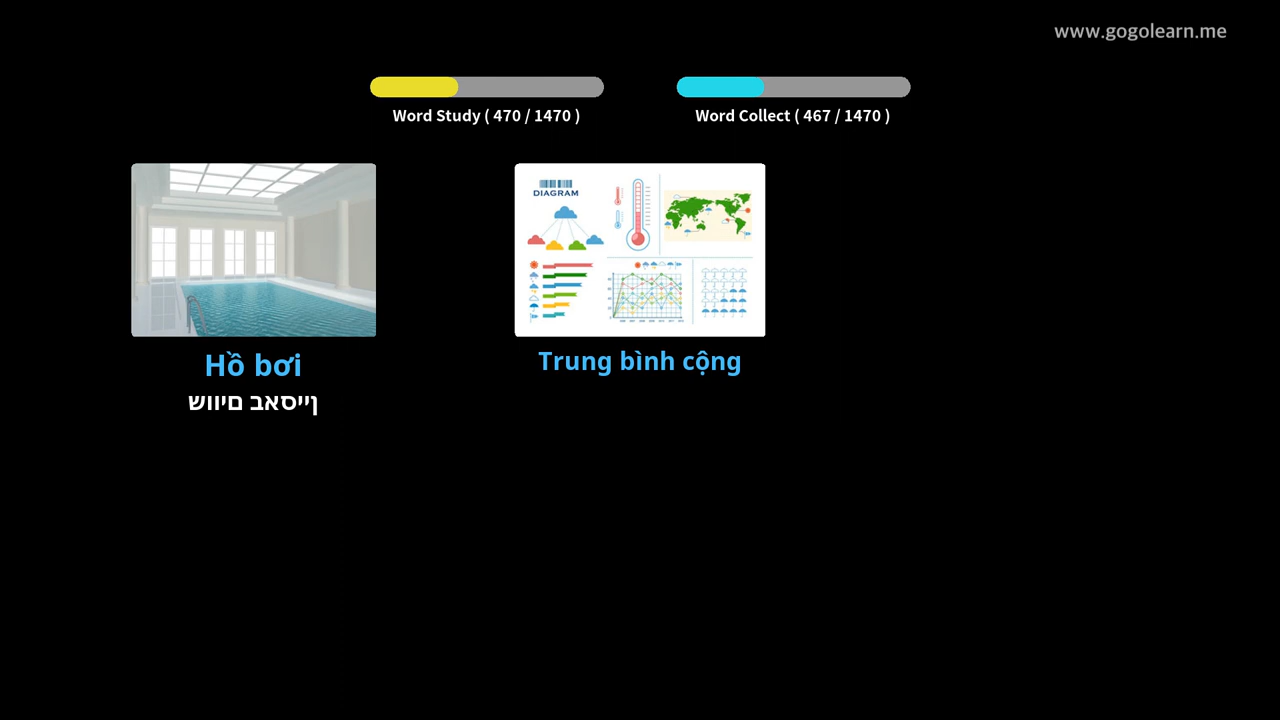 www.gogolearn.me
Word Study ( 470 / 1470 )
Word Collect ( 467 / 1470 )
DIAGRAM
Hồ bơi
שווים באסיין
Trung bình cộng